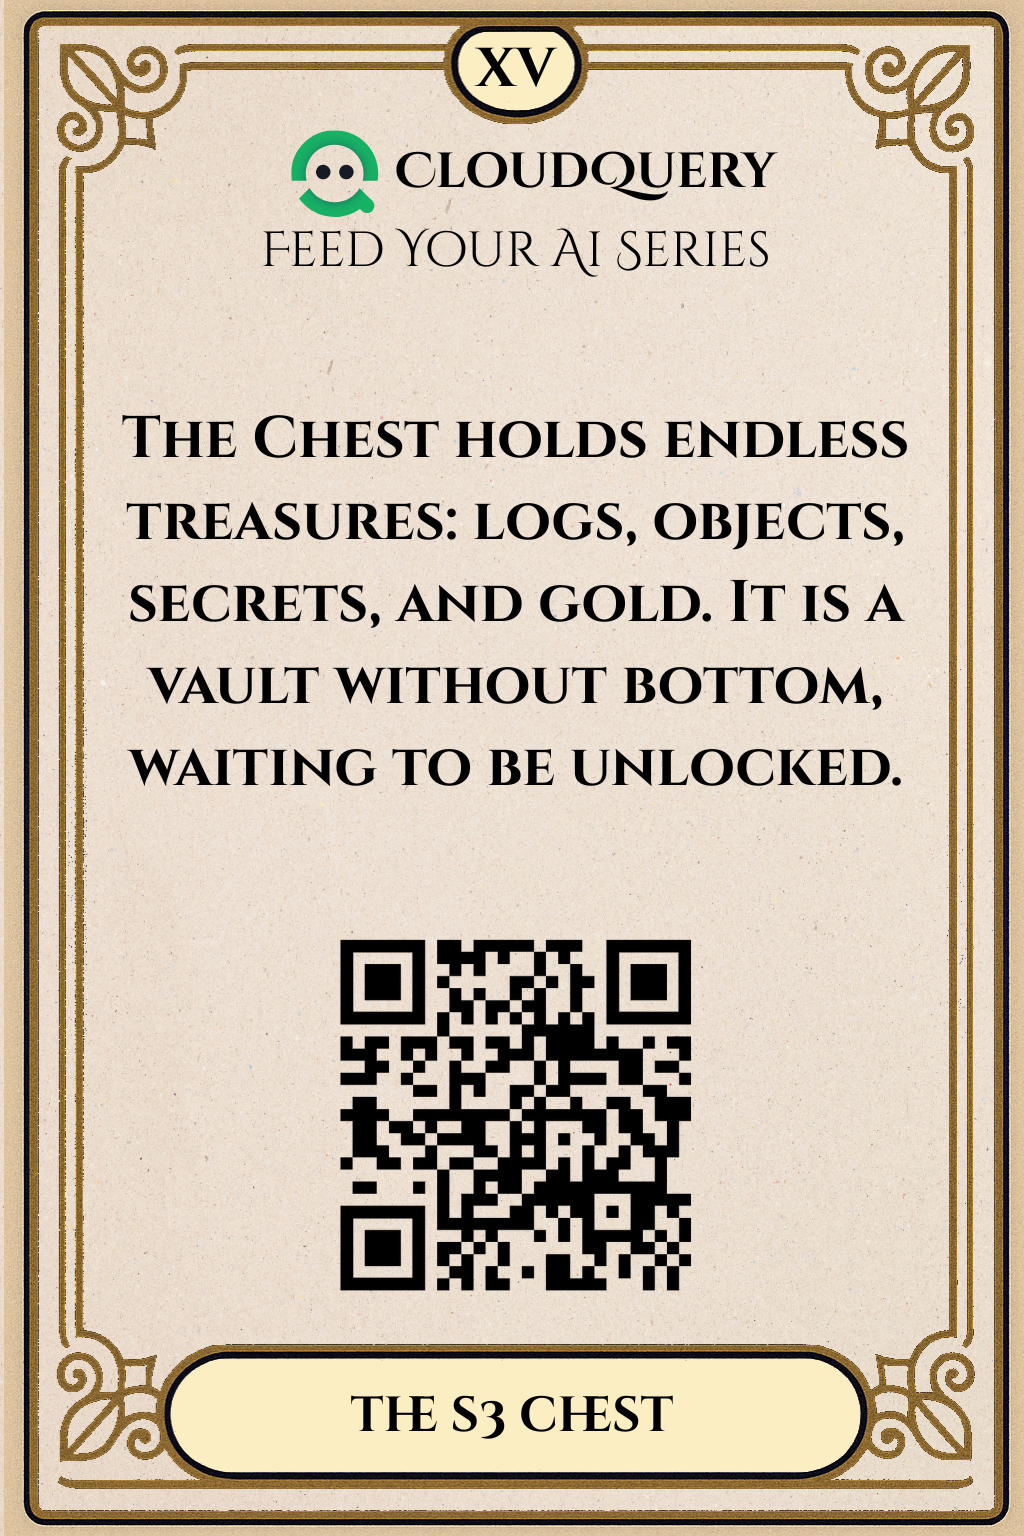 XV
CloudQuery
Feed Your AI Series
The Chest holds endless
treasures: logs, objects,
secrets, and gold. It is a
vault without bottom,
waiting to be unlocked.
The S3 Chest